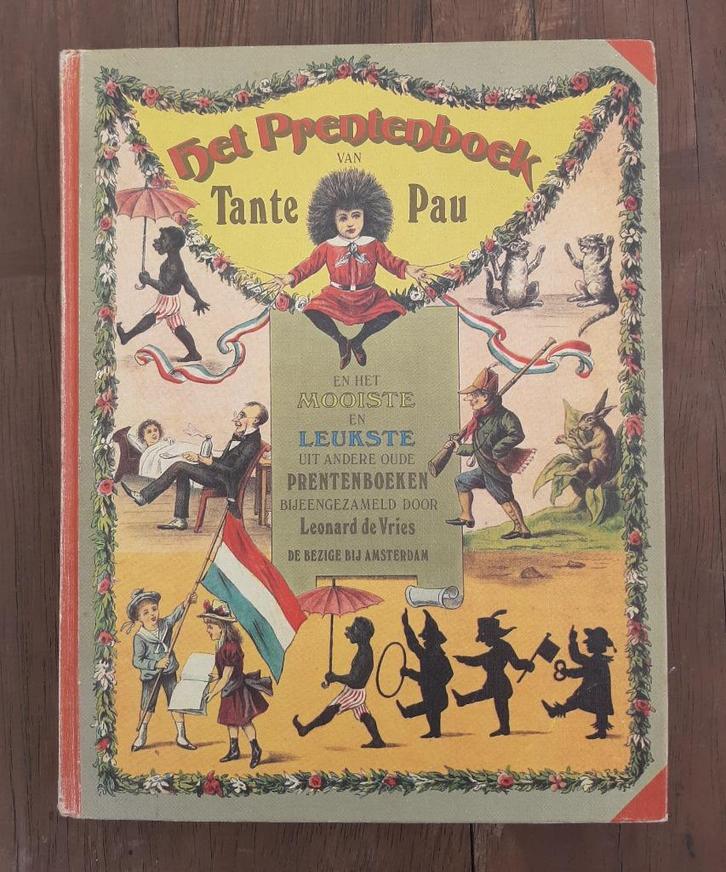 Het Prentenboek
VAN
Tante Pau
EN HET
MOOISTE
EN
LEUKSTE
UIT ANDERE OUDE
PRENTENBOEKEN
BIJEENGEZAMELD DOOR
Leonard de Vries
DE BEZIGE BIJ AMSTERDAM